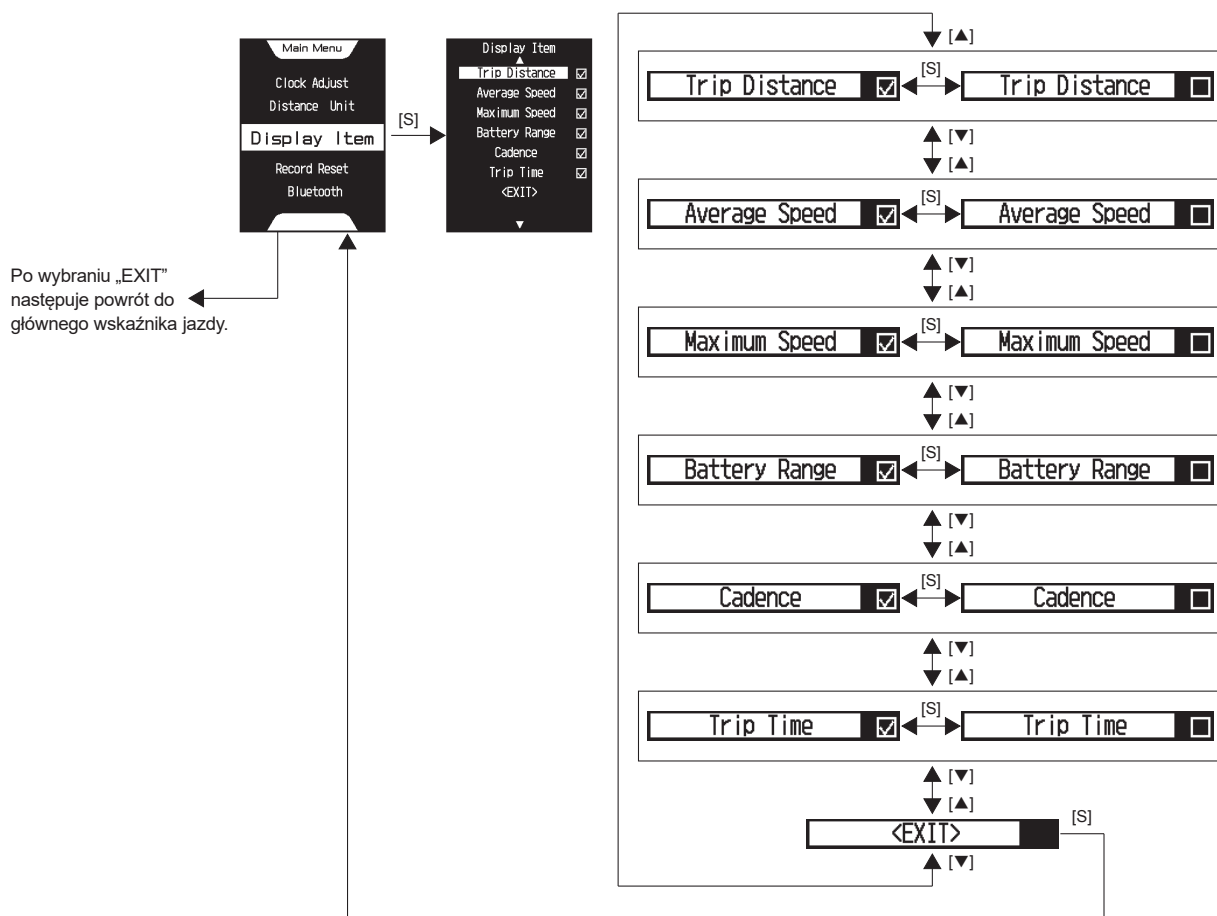 Main Menu
Clock Adjust
Distance Unit
Display Item
Record Reset
Bluetooth
[S]
Display Item
▲
Trip Distance ☑
Average Speed ☑
Maximum Speed ☑
Battery Range ☑
Cadence ☑
Trip Time ☑
<EXIT>
▼
Po wybraniu „EXIT”
następuje powrót do
głównego wskaźnika jazdy.
[▲]
Trip Distance ☑ [S] Trip Distance ☐
[▼]
[▲]
Average Speed ☑ [S] Average Speed ☐
[▼]
[▲]
Maximum Speed ☑ [S] Maximum Speed ☐
[▼]
[▲]
Battery Range ☑ [S] Battery Range ☐
[▼]
[▲]
Cadence ☑ [S] Cadence ☐
[▼]
[▲]
Trip Time ☑ [S] Trip Time ☐
[▼]
[▲]
<EXIT> [S]
[▼]